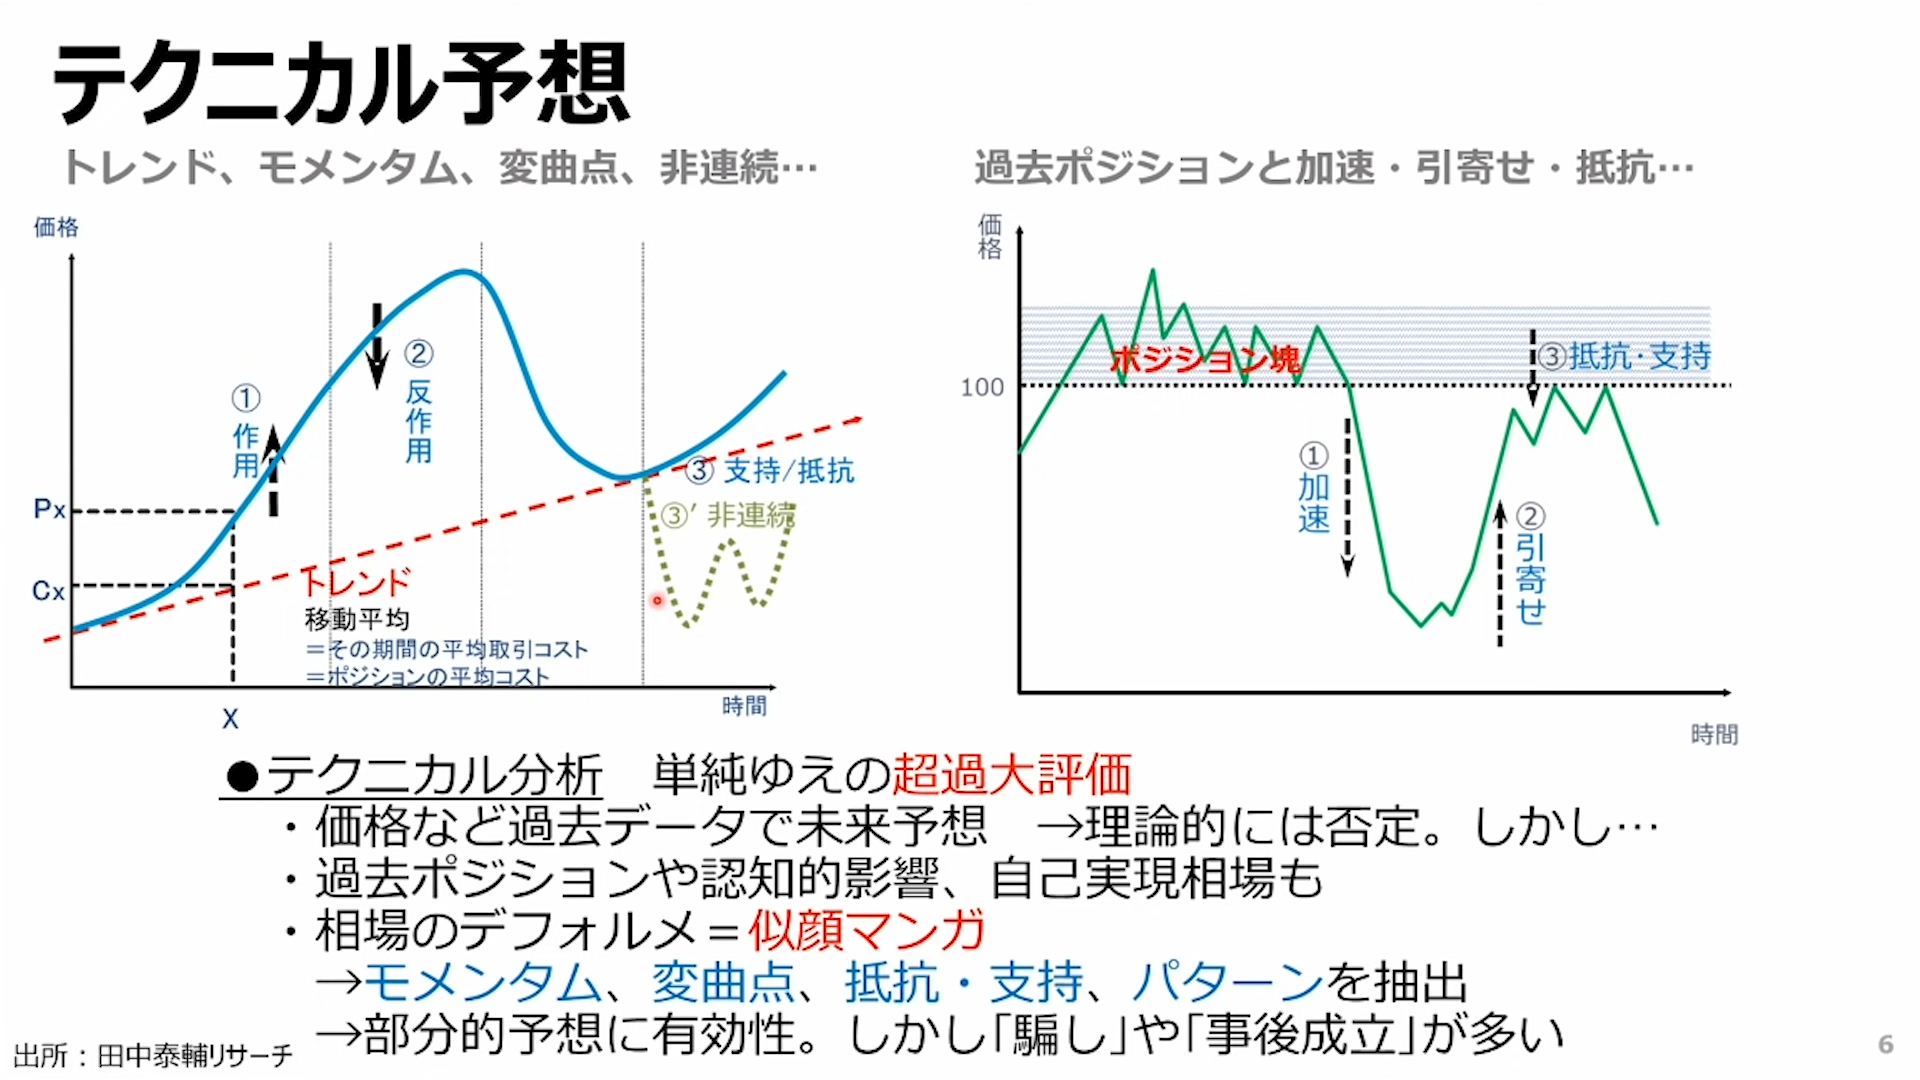 テクニカル予想
トレンド、モメンタム、変曲点、非連続…
価格
①
作用
②
反作用
Px
Cx
X
トレンド
移動平均
＝その期間の平均取引コスト
＝ポジションの平均コスト
③ 支持/抵抗
③’ 非連続
時間
過去ポジションと加速・引寄せ・抵抗…
価格
ポジション塊
100
③抵抗・支持
①
加速
②
引寄せ
時間
●テクニカル分析　単純ゆえの超過大評価
・価格など過去データで未来予想　→理論的には否定。しかし…
・過去ポジションや認知的影響、自己実現相場も
・相場のデフォルメ＝似顔マンガ
→モメンタム、変曲点、抵抗・支持、パターンを抽出
→部分的予想に有効性。しかし｢騙し｣や｢事後成立｣が多い
出所：田中泰輔リサーチ
6